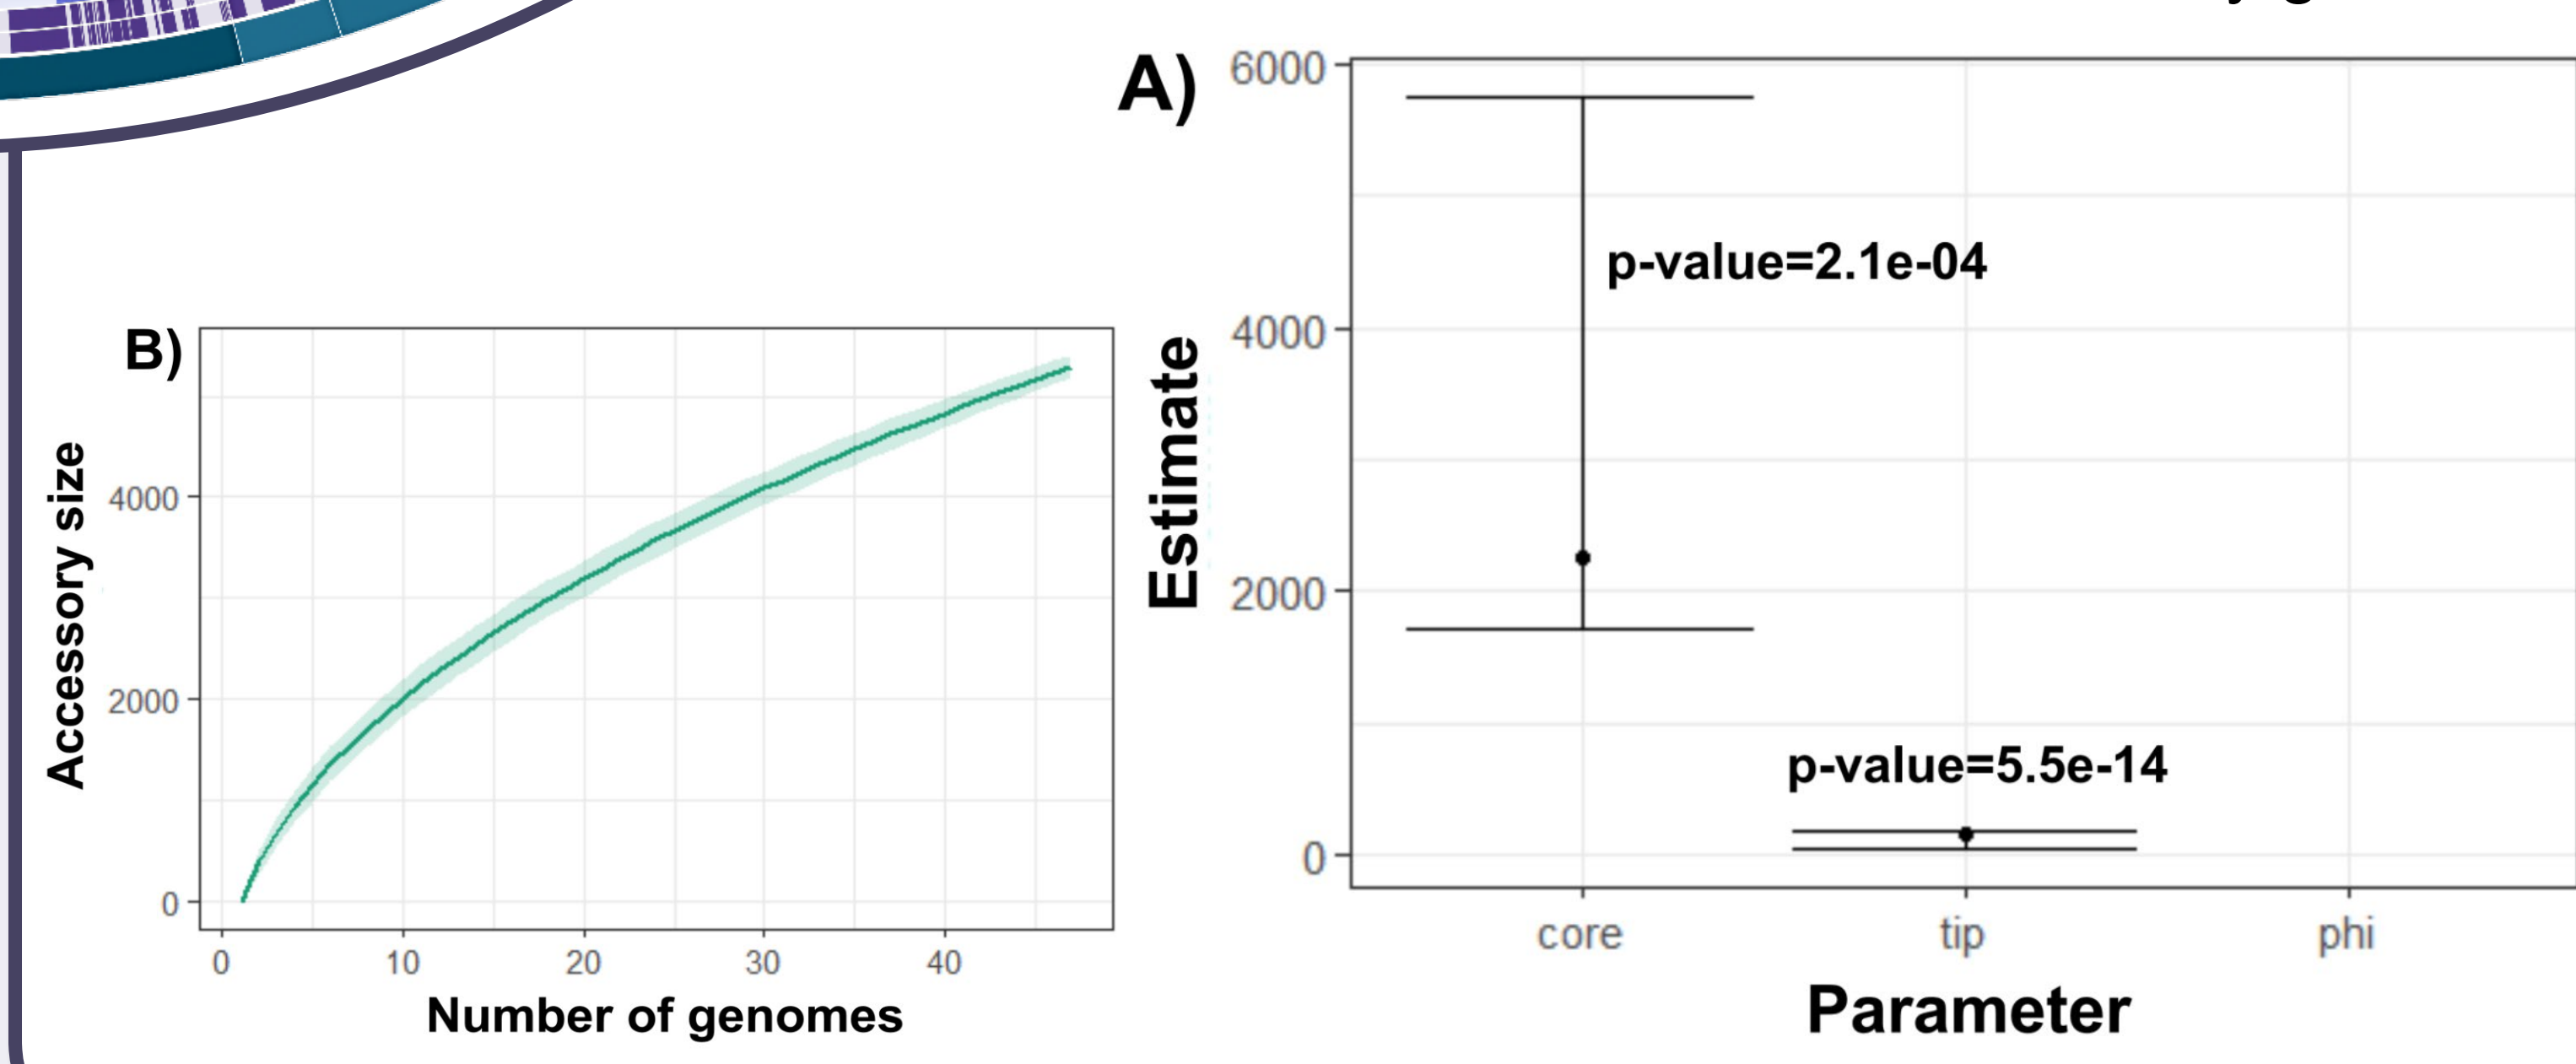 A)
6000
4000
2000
0
Estimate
p-value=2.1e-04
p-value=5.5e-14
core
tip
phi
Parameter
B)
Accessory size
4000
2000
0
0
10
20
30
40
Number of genomes